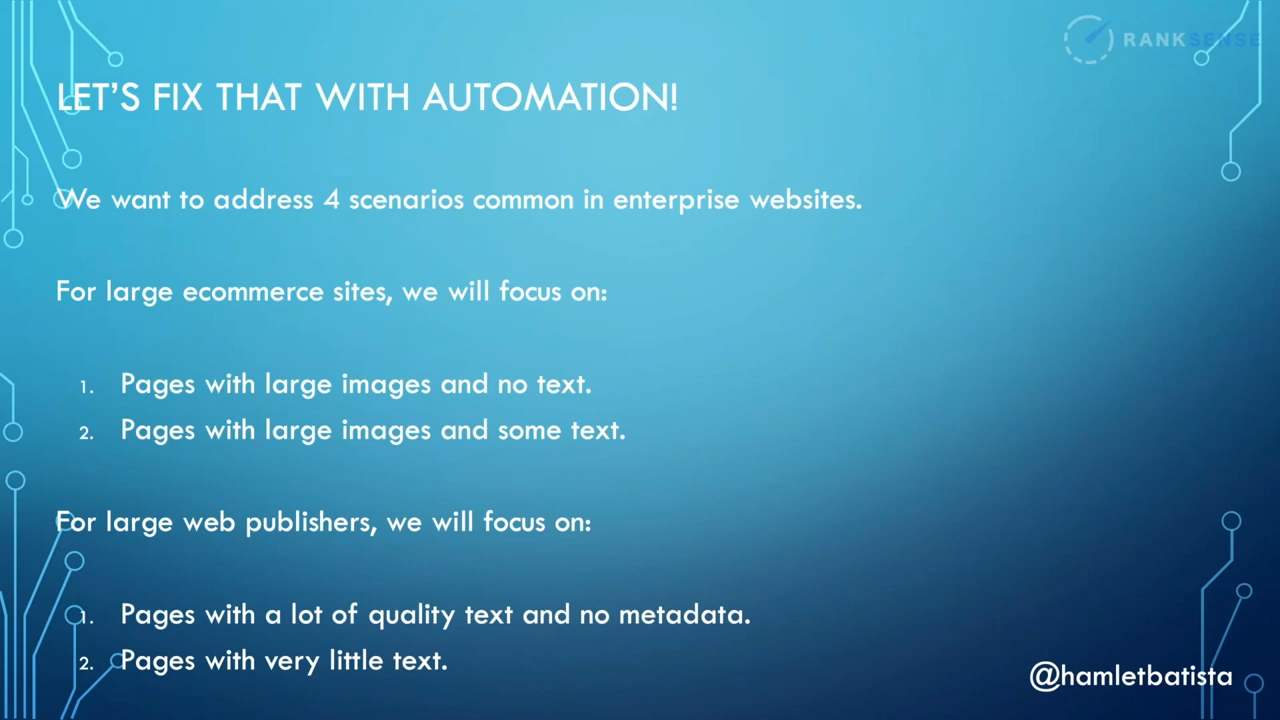 RANKSENSE
LET'S FIX THAT WITH AUTOMATION!
We want to address 4 scenarios common in enterprise websites.
For large ecommerce sites, we will focus on:
1. Pages with large images and no text.
2. Pages with large images and some text.
For large web publishers, we will focus on:
1. Pages with a lot of quality text and no metadata.
2. Pages with very little text.
@hamletbatista